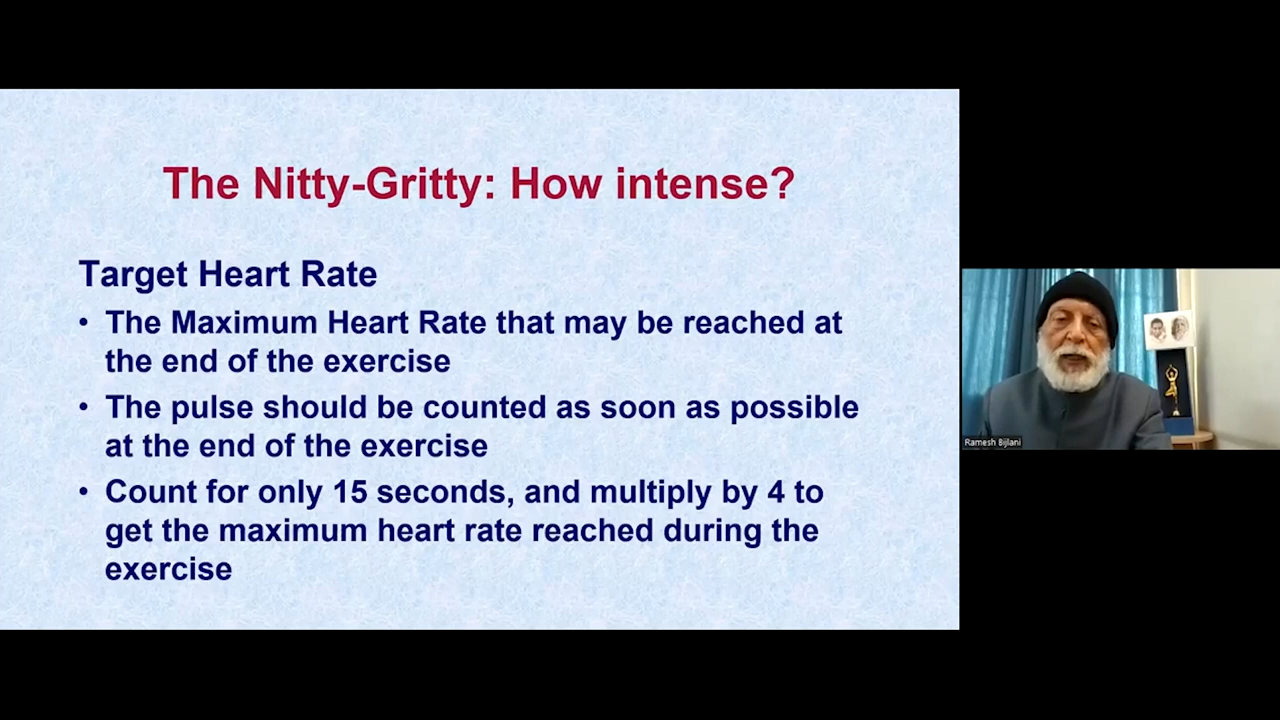 The Nitty-Gritty: How intense?
Target Heart Rate
• The Maximum Heart Rate that may be reached at
the end of the exercise
• The pulse should be counted as soon as possible
at the end of the exercise
• Count for only 15 seconds, and multiply by 4 to
get the maximum heart rate reached during the
exercise
Ramesh Bijlani